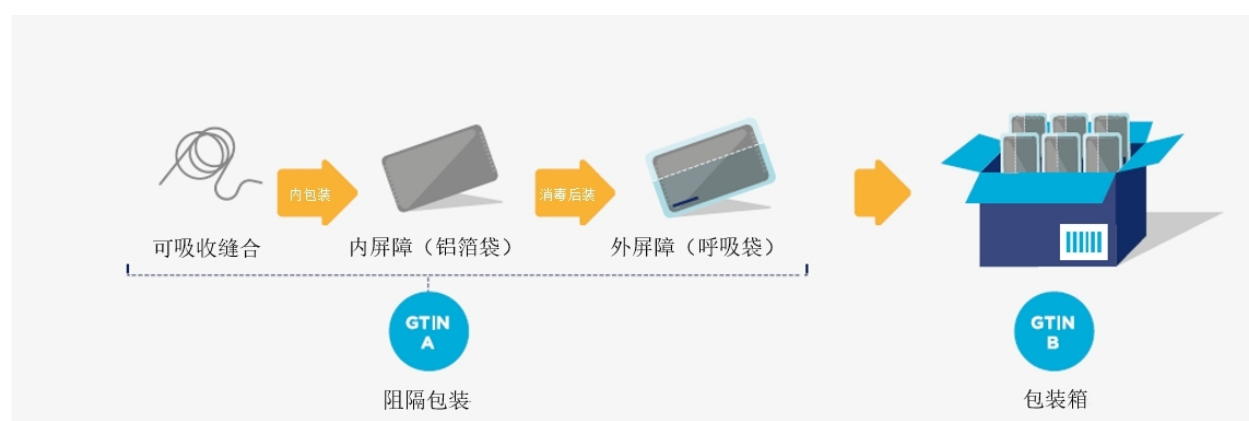 内包装
消毒后装
可吸收缝合
内屏障（铝箔袋）
外屏障（呼吸袋）
GTIN
A
GTIN
B
阻隔包装
包装箱